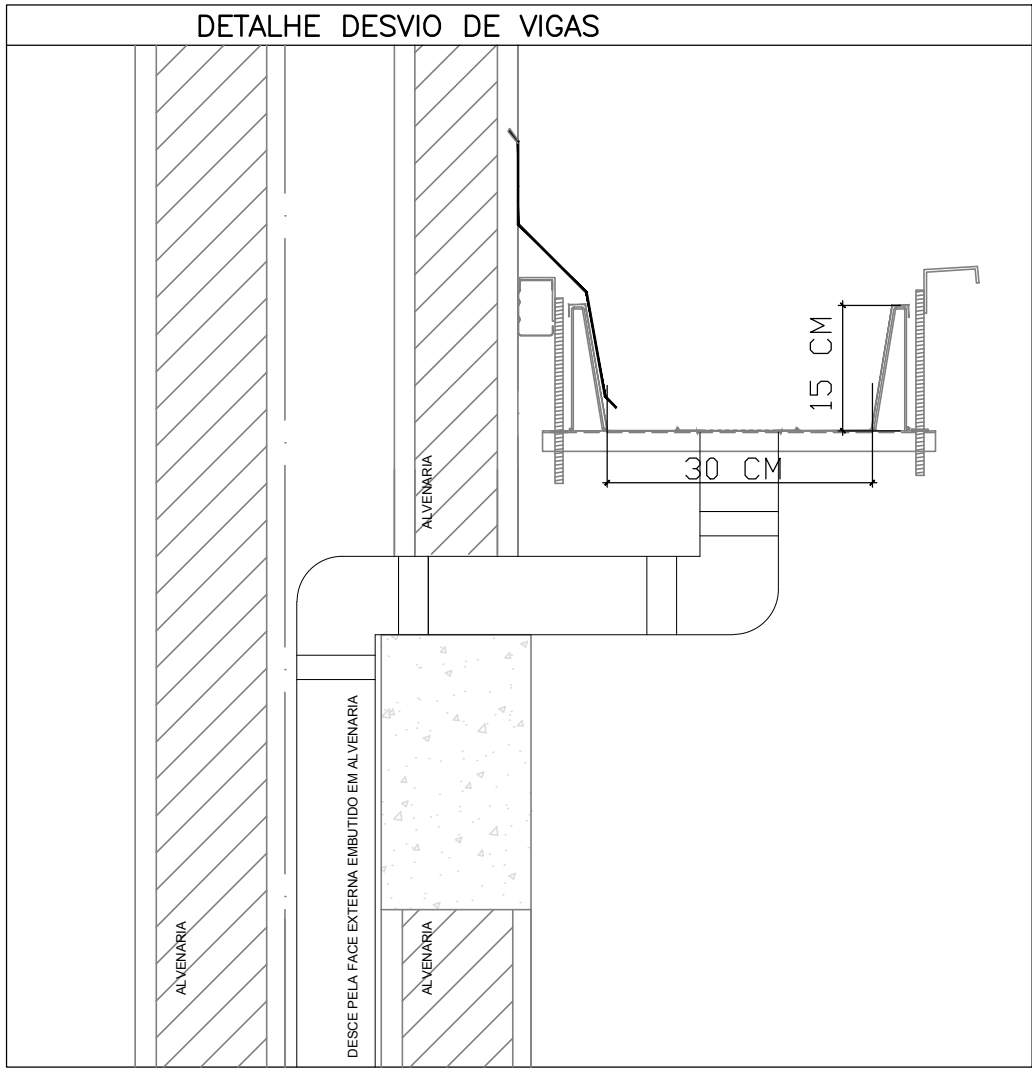 DETALHE DESVIO DE VIGAS
15 CM
30 CM
ALVENARIA
ALVENARIA
DESCE PELA FACE EXTERNA EMBUTIDO EM ALVENARIA
ALVENARIA